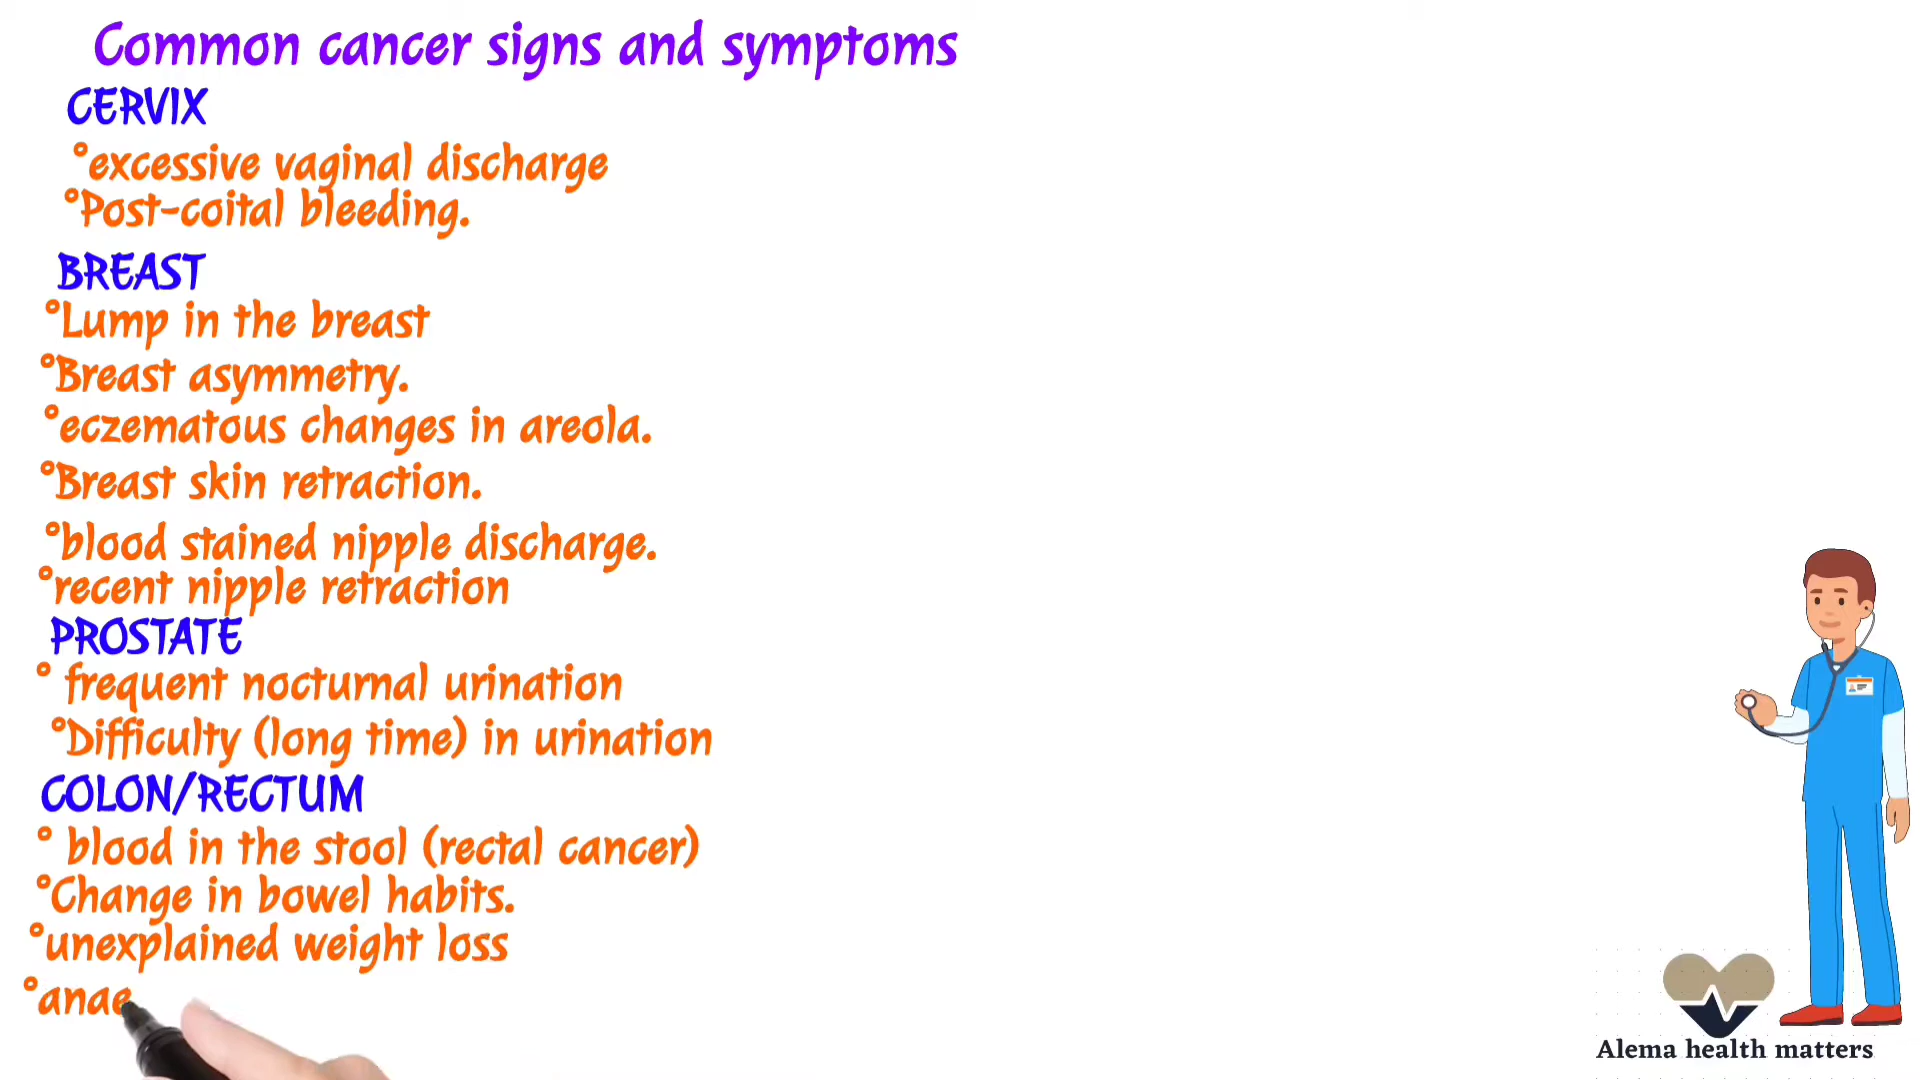 Common cancer signs and symptoms
CERVIX
°excessive vaginal discharge
°Post-coital bleeding.
BREAST
°Lump in the breast
°Breast asymmetry.
°eczematous changes in areola.
°Breast skin retraction.
°blood stained nipple discharge.
°recent nipple retraction
PROSTATE
° frequent nocturnal urination
°Difficulty (long time) in urination
COLON/RECTUM
° blood in the stool (rectal cancer)
°Change in bowel habits.
°unexplained weight loss
°anae
Alema health matters